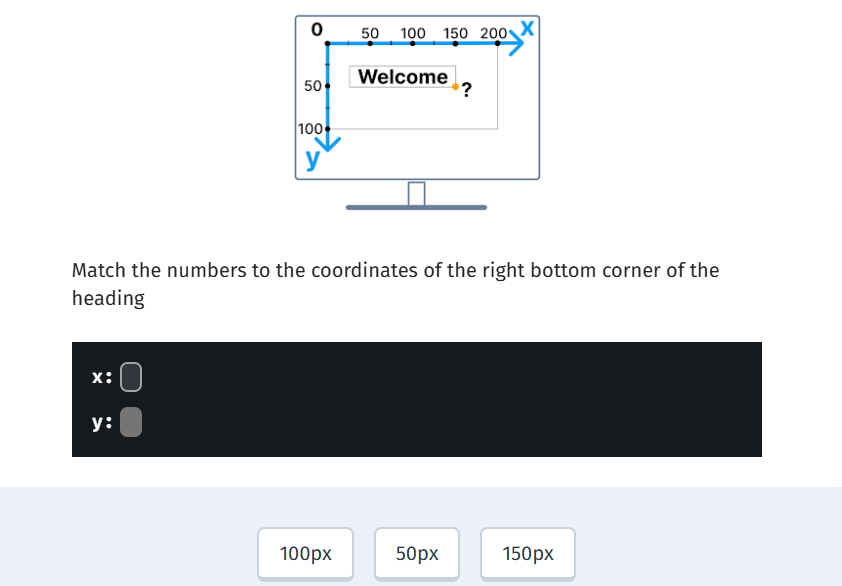 0 50 100 150 200 x
Welcome
50 ?
100
y
Match the numbers to the coordinates of the right bottom corner of the
heading
x:
y:
100px 50px 150px